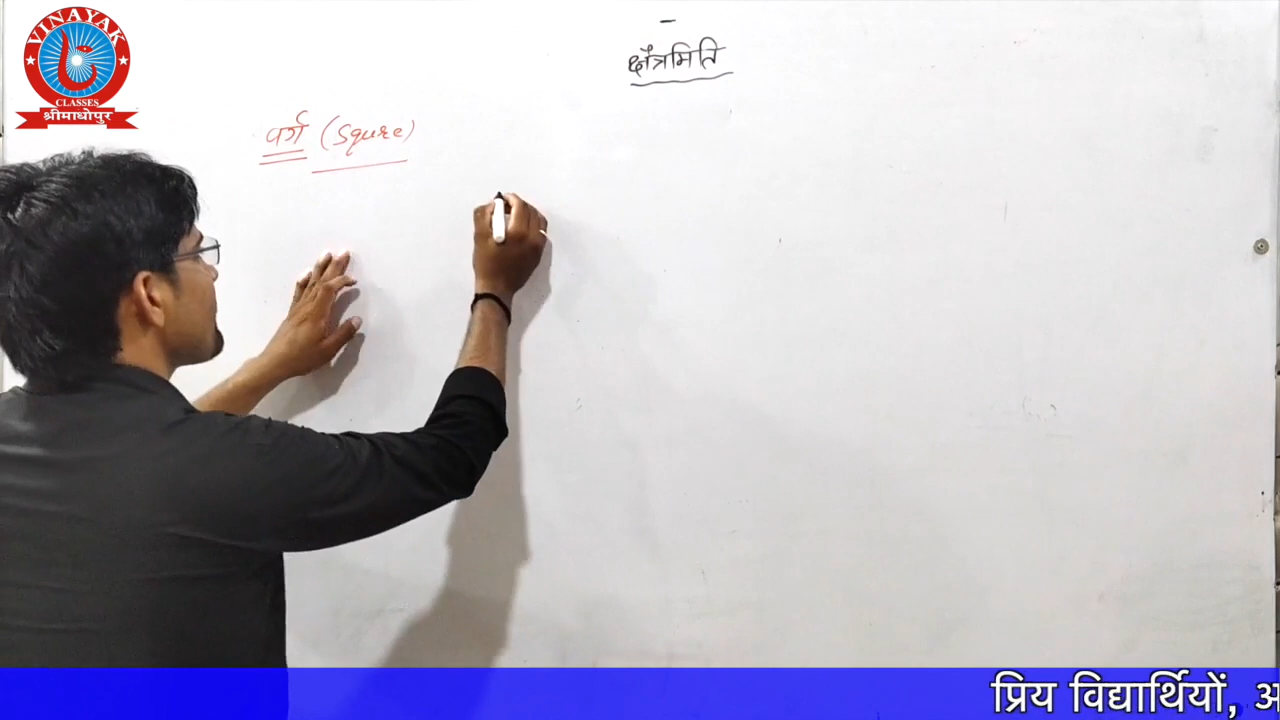 VINAYAK
CLASSES
श्रीमाधोपुर
क्षैत्रमिति
वर्ग (Squre)
प्रिय विद्यार्थियों, अ